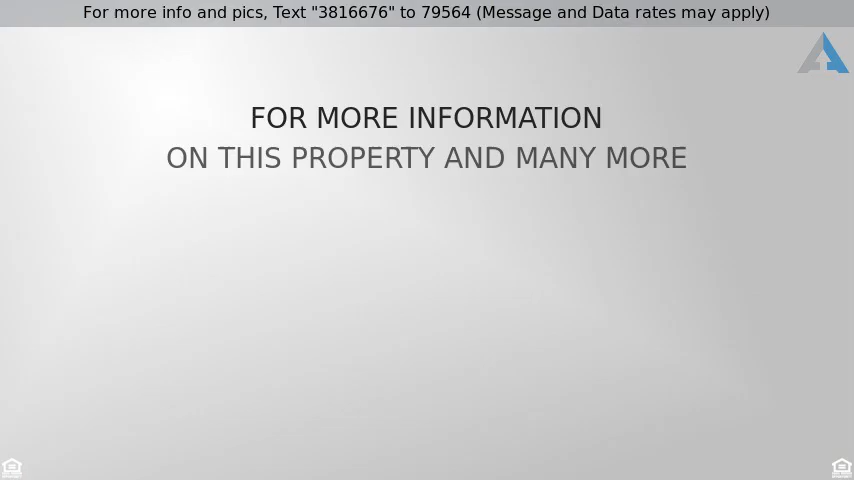 For more info and pics, Text "3816676" to 79564 (Message and Data rates may apply)
FOR MORE INFORMATION
ON THIS PROPERTY AND MANY MORE